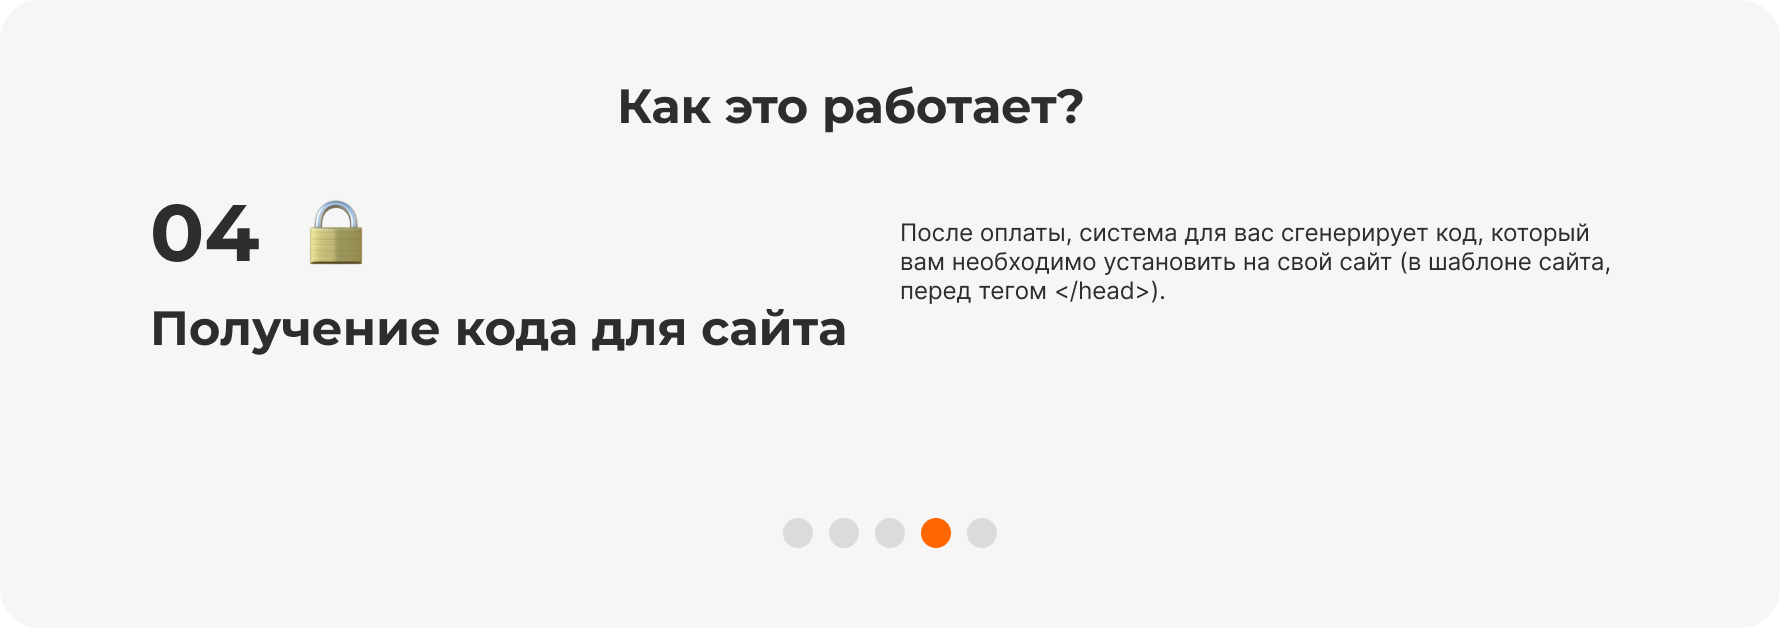 Как это работает?
04
Получение кода для сайта
После оплаты, система для вас сгенерирует код, который
вам необходимо установить на свой сайт (в шаблоне сайта,
перед тегом </head>).